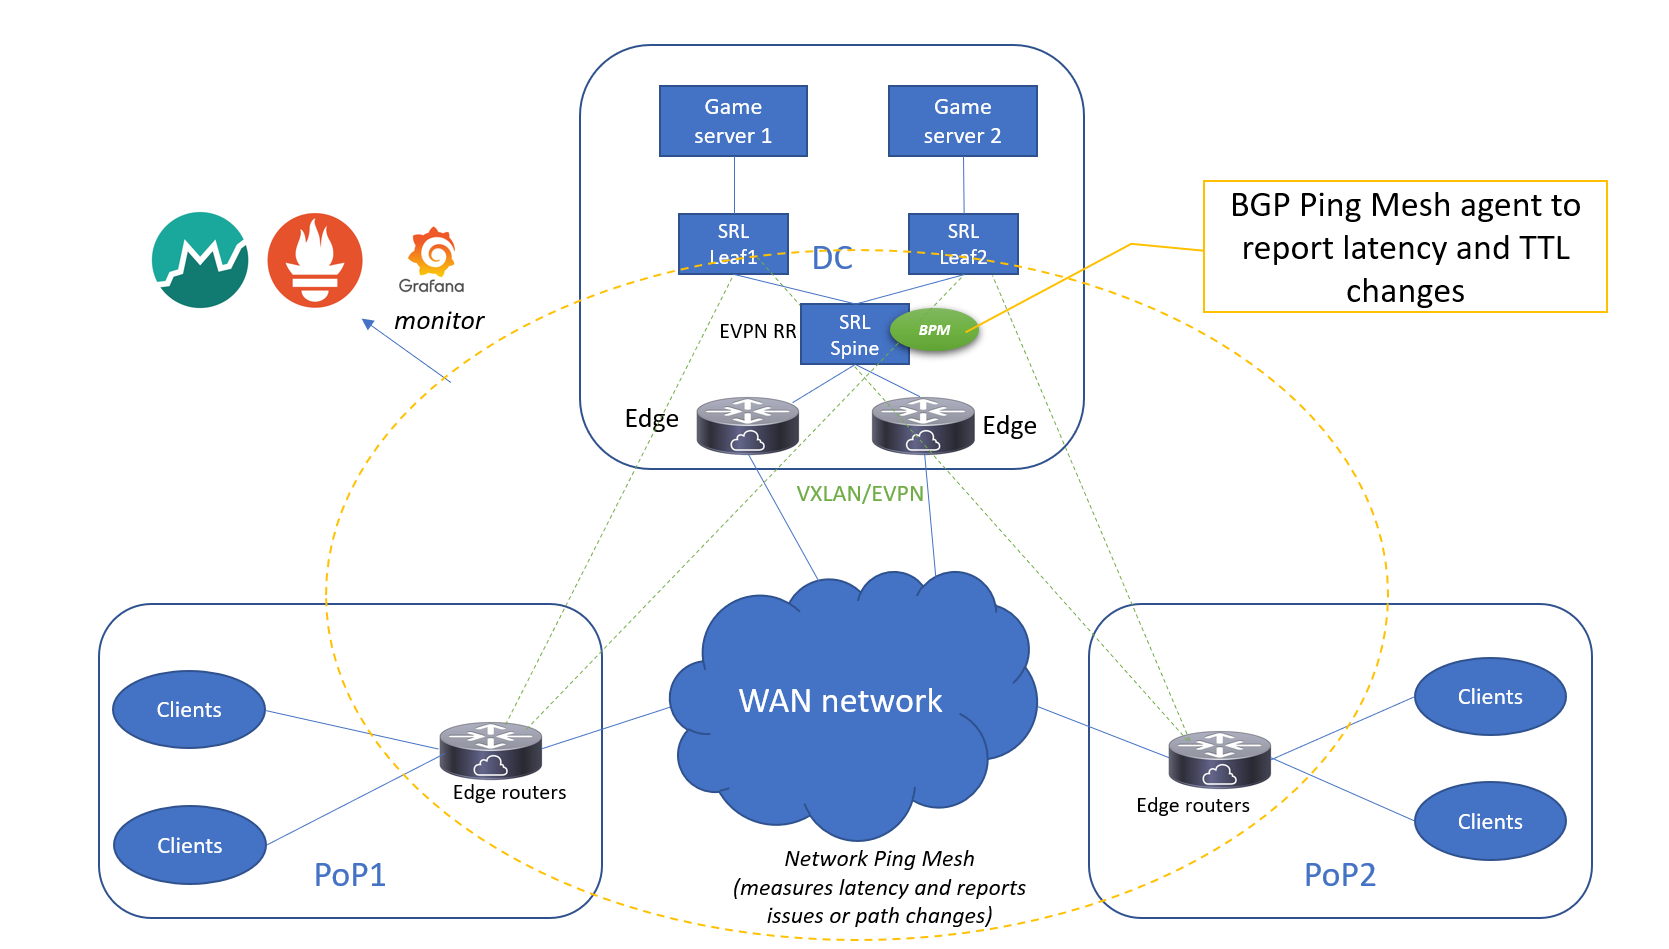 Game
server 1
Game
server 2
BGP Ping Mesh agent to
report latency and TTL
changes
SRL
Leaf1
DC
SRL
Leaf2
Grafana
monitor
EVPN RR
SRL
Spine
BPM
Edge
Edge
VXLAN/EVPN
WAN network
Clients
Clients
Edge routers
PoP1
Clients
Clients
Edge routers
PoP2
Network Ping Mesh
(measures latency and reports
issues or path changes)